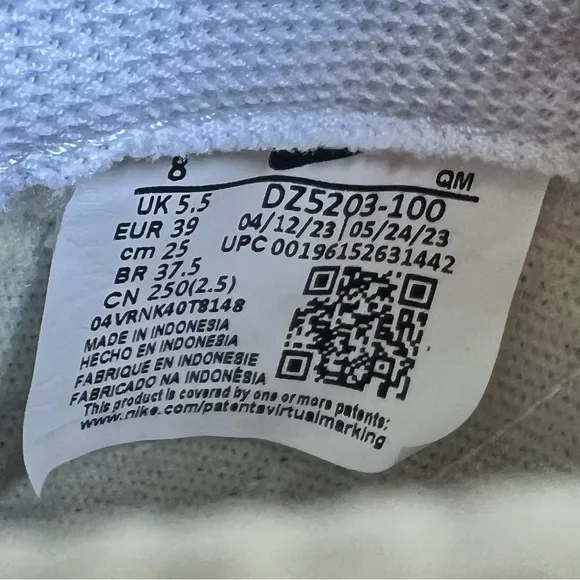 8
QM
UK 5.5
DZ5203-100
EUR 39
04/12/23 05/24/23
cm 25
UPC 00196152631442
BR 37.5
CN 250(2.5)
04VRNK40T8148
MADE IN INDONESIA
HECHO EN INDONESIA
FABRIQUE EN INDONESIE
FABRICADO NA INDONÉSIA
This product is covered by one or more patents:
www.nike.com/patentsvirtualmarking